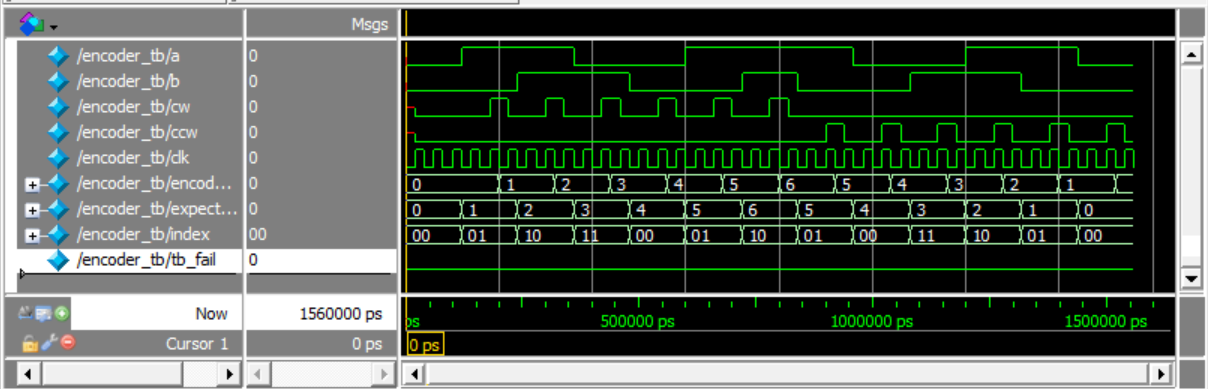 Msgs
/encoder_tb/a 0
/encoder_tb/b 0
/encoder_tb/cw 0
/encoder_tb/ccw 0
/encoder_tb/clk 0
/encoder_tb/encod... 0 0 1 2 3 4 5 6 5 4 3 2 1
/encoder_tb/expect... 0 0 1 2 3 4 5 6 5 4 3 2 1 0
/encoder_tb/index 00 00 01 10 11 00 01 10 01 00 11 10 01 00
/encoder_tb/tb_fail 0
Now 1560000 ps ps 500000 ps 1000000 ps 1500000 ps
Cursor 1 0 ps 0 ps